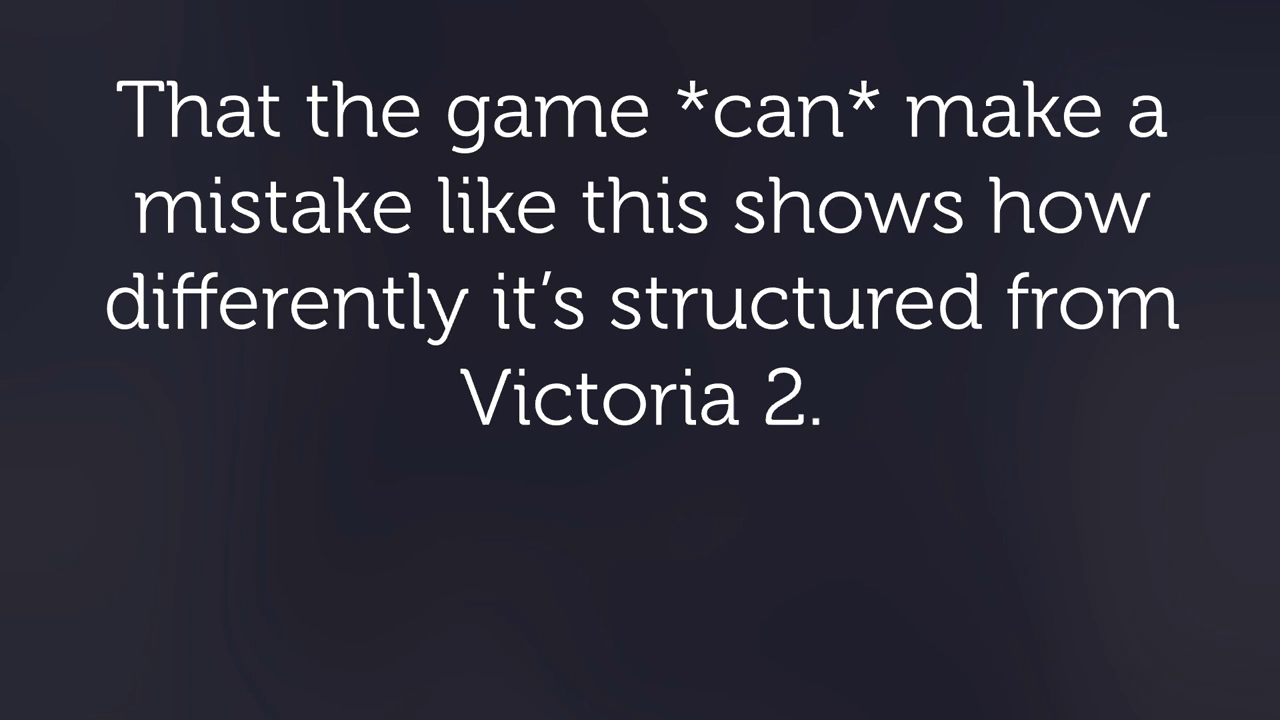 That the game *can* make a
mistake like this shows how
differently it’s structured from
Victoria 2.